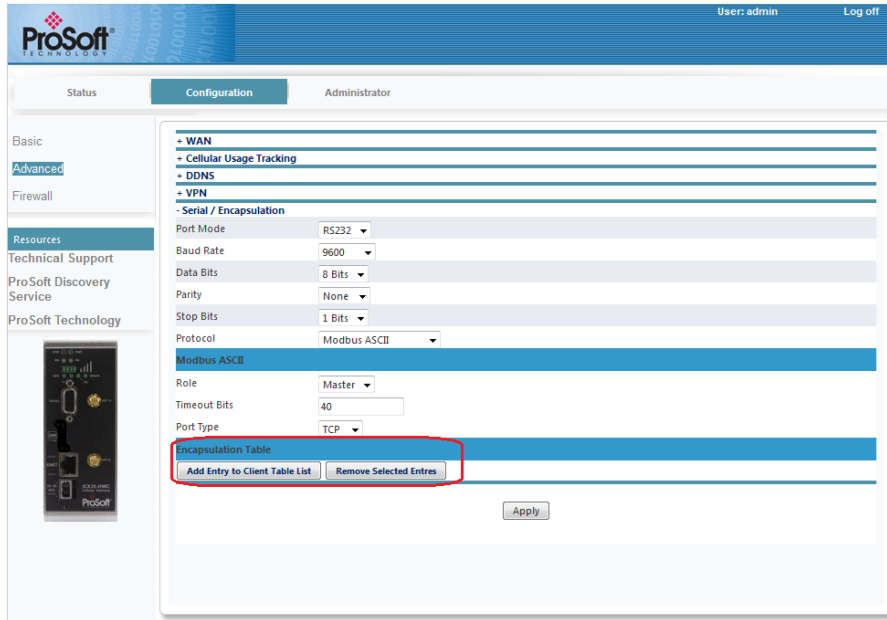 User: admin
Log off
ProSoft
TECHNOLOGY
Status
Configuration
Administrator
Basic
Advanced
Firewall
Resources
Technical Support
ProSoft Discovery
Service
ProSoft Technology
+ WAN
+ Cellular Usage Tracking
+ DDNS
+ VPN
- Serial / Encapsulation
Port Mode RS232
Baud Rate 9600
Data Bits 8 Bits
Parity None
Stop Bits 1 Bits
Protocol Modbus ASCII
Modbus ASCII
Role Master
Timeout Bits 40
Port Type TCP
Encapsulation Table
Add Entry to Client Table List Remove Selected Entres
Apply
ProSoft